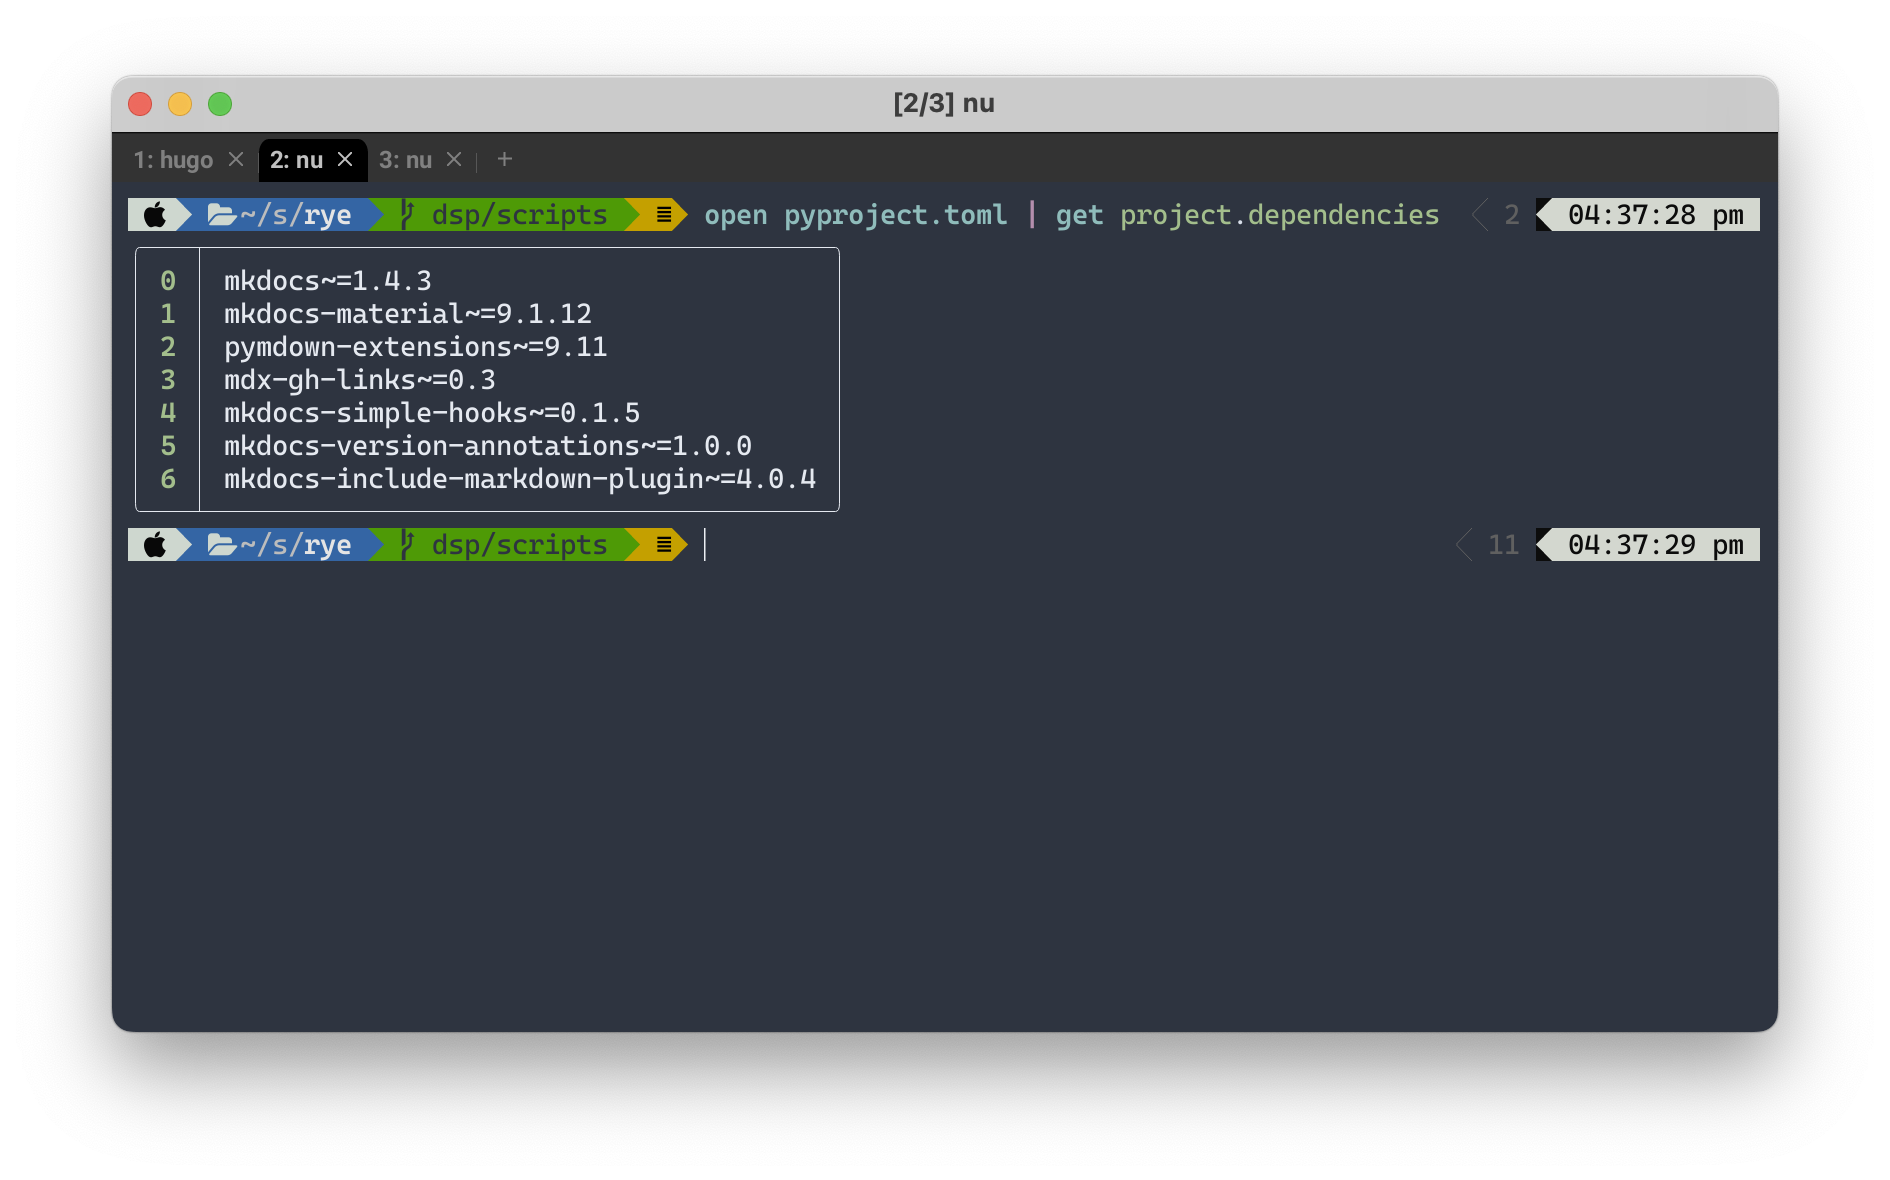 [2/3] nu
1: hugo × 2: nu × 3: nu × +
~/s/rye dsp/scripts ≡ open pyproject.toml | get project.dependencies 2 04:37:28 pm
0 mkdocs~=1.4.3
1 mkdocs-material~=9.1.12
2 pymdown-extensions~=9.11
3 mdx-gh-links~=0.3
4 mkdocs-simple-hooks~=0.1.5
5 mkdocs-version-annotations~=1.0.0
6 mkdocs-include-markdown-plugin~=4.0.4
~/s/rye dsp/scripts ≡ 11 04:37:29 pm